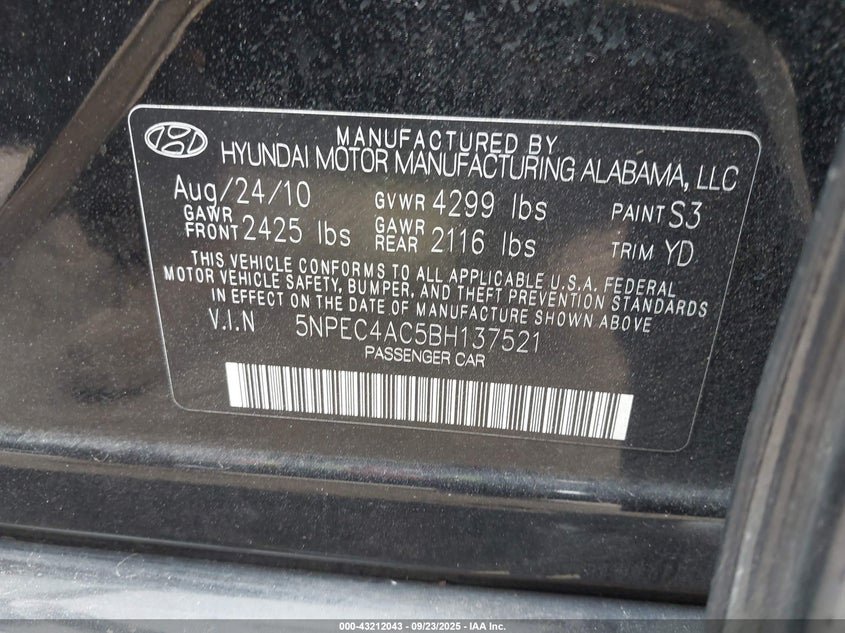 MANUFACTURED BY
HYUNDAI MOTOR MANUFACTURING ALABAMA, LLC
Aug/24/10 GVWR 4299 lbs PAINT S3
GAWR FRONT 2425 lbs GAWR REAR 2116 lbs TRIM YD
THIS VEHICLE CONFORMS TO ALL APPLICABLE U.S.A. FEDERAL
MOTOR VEHICLE SAFETY, BUMPER, AND THEFT PREVENTION STANDARDS
IN EFFECT ON THE DATE OF MANUFACTURE SHOWN ABOVE
V.I.N 5NPEC4AC5BH137521
PASSENGER CAR
000-43212043 - 09/23/2025 - IAA Inc.